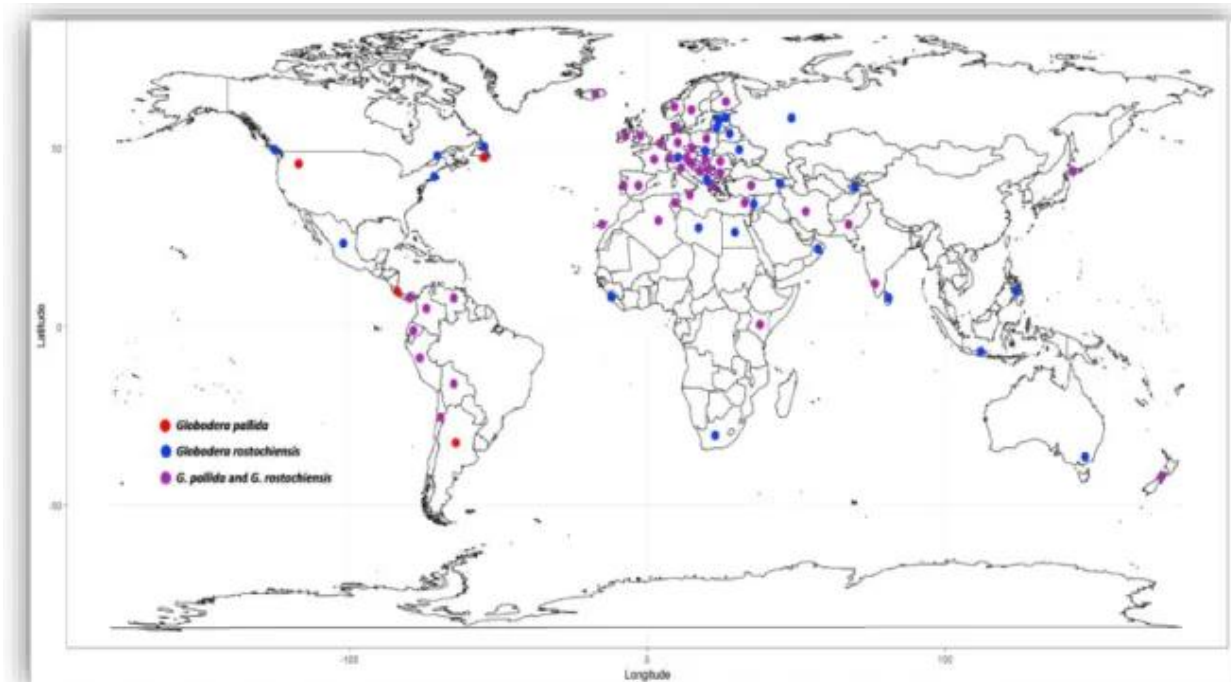 50
Latitude
0
Globodera pallida
Globodera rostochiensis
G. pallida and G. rostochiensis
-50
-100
0
100
Longitude